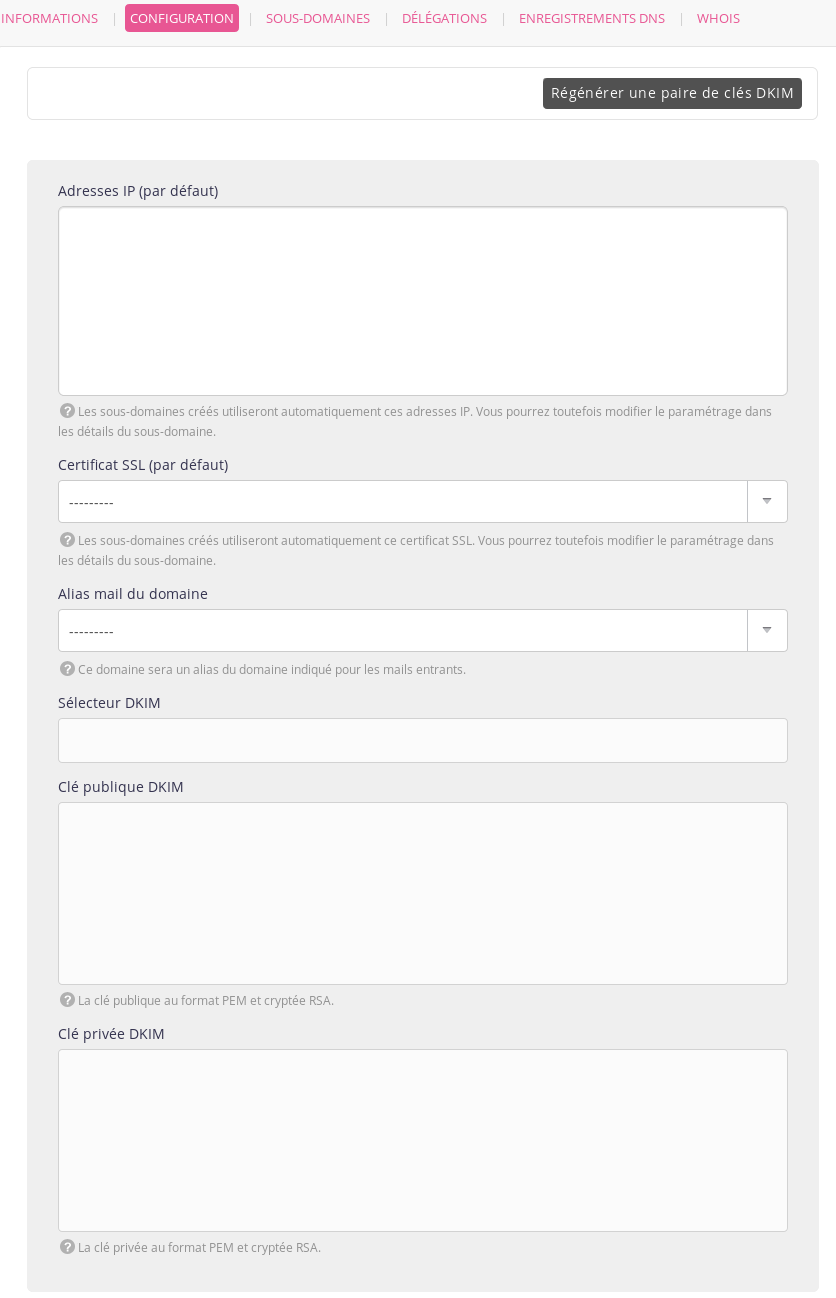 INFORMATIONS | CONFIGURATION | SOUS-DOMAINES | DÉLÉGATIONS | ENREGISTREMENTS DNS | WHOIS
Régénérer une paire de clés DKIM
Adresses IP (par défaut)
Les sous-domaines créés utiliseront automatiquement ces adresses IP. Vous pourrez toutefois modifier le paramétrage dans
les détails du sous-domaine.
Certificat SSL (par défaut)
---------
Les sous-domaines créés utiliseront automatiquement ce certificat SSL. Vous pourrez toutefois modifier le paramétrage dans
les détails du sous-domaine.
Alias mail du domaine
---------
Ce domaine sera un alias du domaine indiqué pour les mails entrants.
Sélecteur DKIM
Clé publique DKIM
La clé publique au format PEM et cryptée RSA.
Clé privée DKIM
La clé privée au format PEM et cryptée RSA.